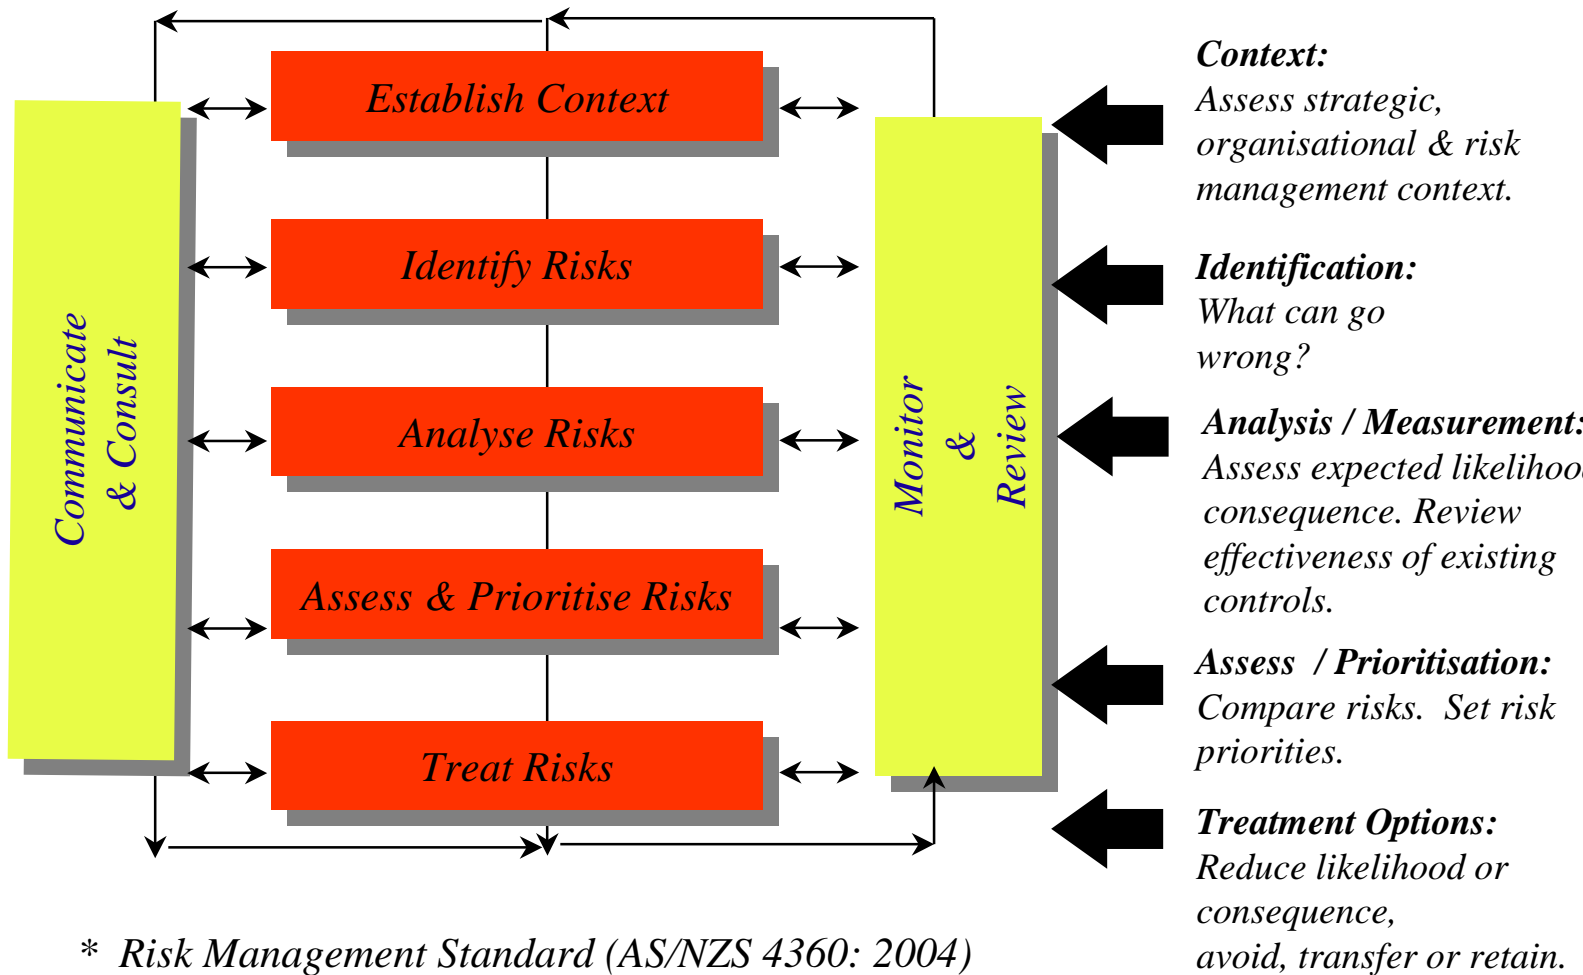 Establish Context
Identify Risks
Analyse Risks
Assess & Prioritise Risks
Treat Risks
Communicate
& Consult
Monitor
&
Review
Context:
Assess strategic,
organisational & risk
management context.
Identification:
What can go
wrong?
Analysis / Measurement:
Assess expected likelihoo
consequence. Review
effectiveness of existing
controls.
Assess / Prioritisation:
Compare risks. Set risk
priorities.
Treatment Options:
Reduce likelihood or
consequence,
avoid, transfer or retain.
* Risk Management Standard (AS/NZS 4360: 2004)